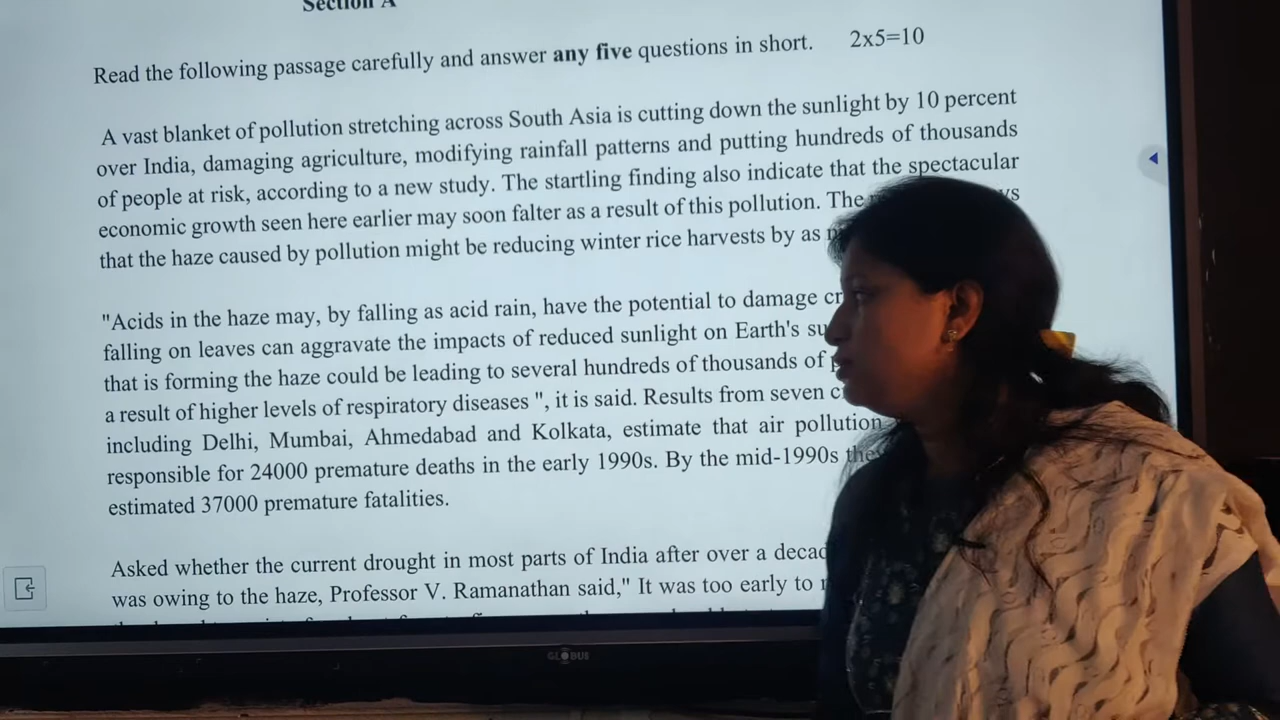 Section A
Read the following passage carefully and answer any five questions in short. 2x5=10
A vast blanket of pollution stretching across South Asia is cutting down the sunlight by 10 percent
over India, damaging agriculture, modifying rainfall patterns and putting hundreds of thousands
of people at risk, according to a new study. The startling finding also indicate that the spectacular
economic growth seen here earlier may soon falter as a result of this pollution. The
that the haze caused by pollution might be reducing winter rice harvests by as
"Acids in the haze may, by falling as acid rain, have the potential to damage
falling on leaves can aggravate the impacts of reduced sunlight on Earth's
that is forming the haze could be leading to several hundreds of thousands of
a result of higher levels of respiratory diseases ", it is said. Results from seven
including Delhi, Mumbai, Ahmedabad and Kolkata, estimate that air pollution
responsible for 24000 premature deaths in the early 1990s. By the mid-1990s
estimated 37000 premature fatalities.
Asked whether the current drought in most parts of India after over a
was owing to the haze, Professor V. Ramanathan said," It was too early to
GLOBUS